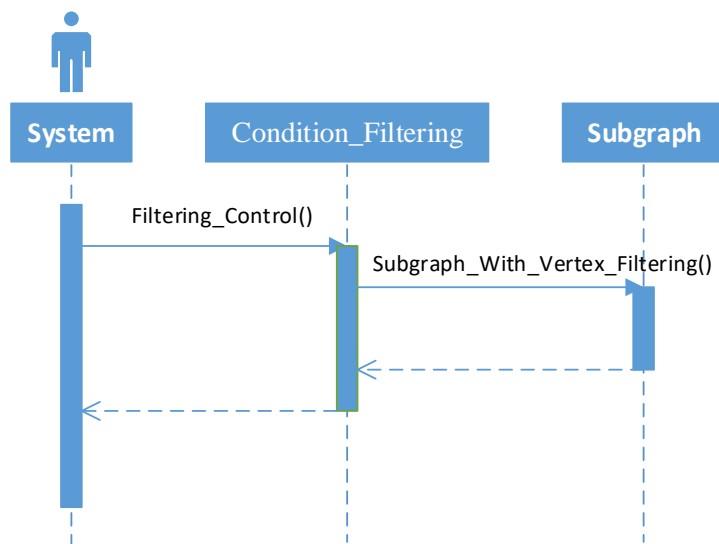 System
Condition_Filtering
Subgraph
Filtering_Control()
Subgraph_With_Vertex_Filtering()